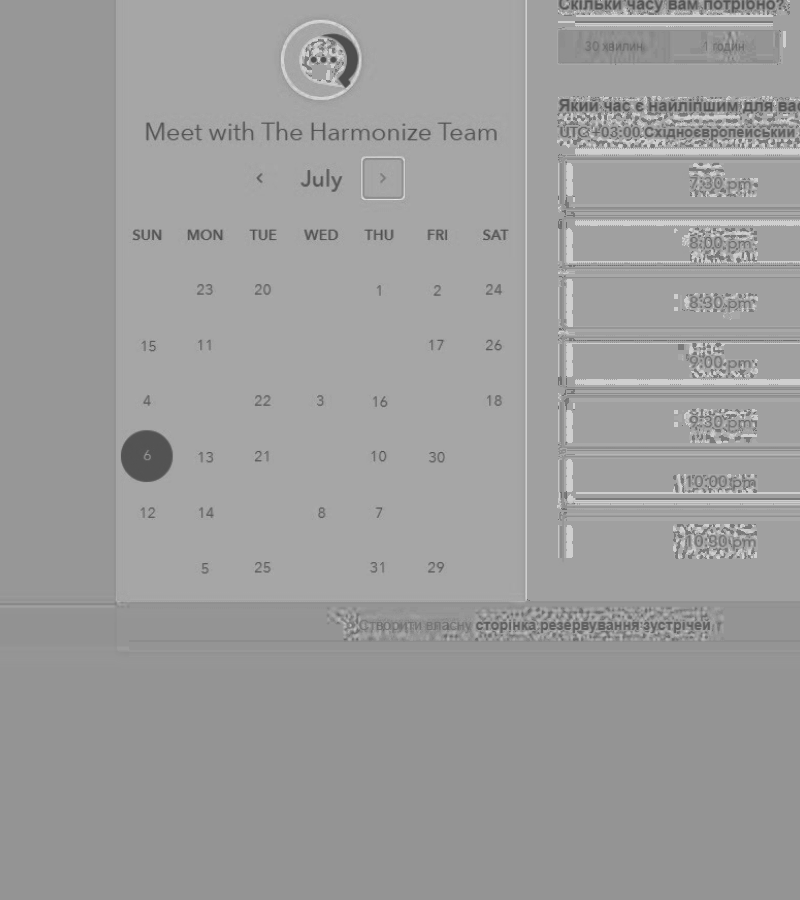 Meet with The Harmonize Team
July
SUN MON TUE WED THU FRI SAT
23 20 1 2 24
15 11 17 26
4 22 3 16 18
6 13 21 10 30
12 14 8 7
5 25 31 29
Скільки часу вам потрібно?
30 хвилин 1 годин
Який час є найліпшим для вас
UTC +03:00 Східноєвропейський
7:30 pm
8:00 pm
8:30 pm
9:00 pm
9:30 pm
10:00 pm
10:30 pm
Створити власну сторінка резервування зустрічей